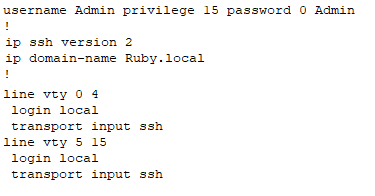 username Admin privilege 15 password 0 Admin
!
ip ssh version 2
ip domain-name Ruby.local
!
line vty 0 4
 login local
 transport input ssh
line vty 5 15
 login local
 transport input ssh